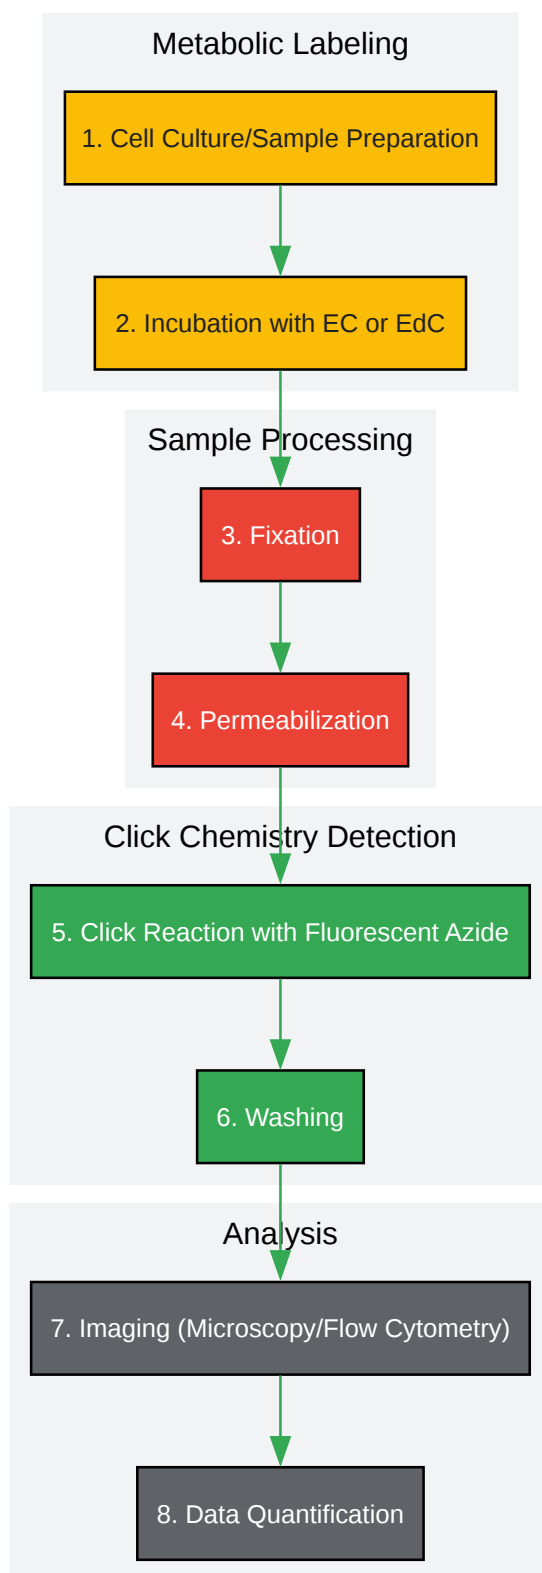 Metabolic Labeling
1. Cell Culture/Sample Preparation
2. Incubation with EC or EdC
Sample Processing
3. Fixation
4. Permeabilization
Click Chemistry Detection
5. Click Reaction with Fluorescent Azide
6. Washing
Analysis
7. Imaging (Microscopy/Flow Cytometry)
8. Data Quantification